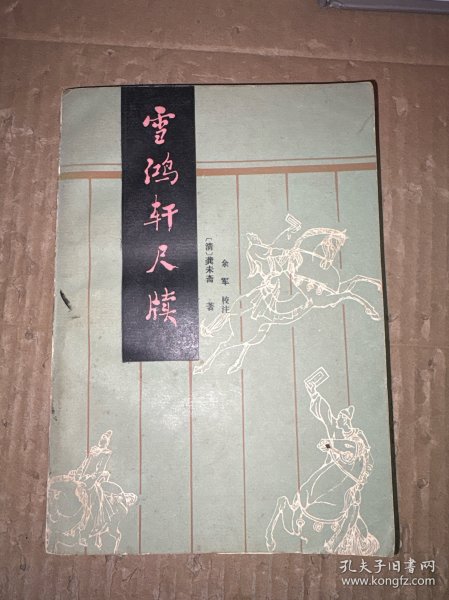 雪鸿轩尺牍
〔清〕龚未斋 著
余军 校注
孔夫子旧书网
www.kongfz.com